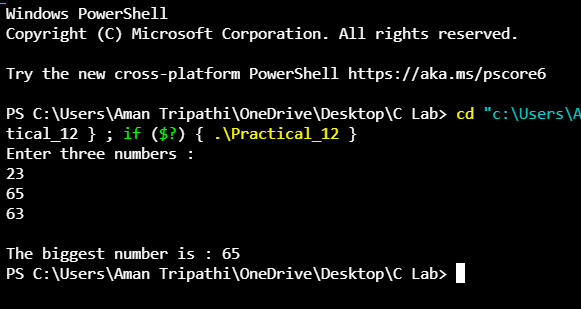 Windows PowerShell
Copyright (C) Microsoft Corporation. All rights reserved.
Try the new cross-platform PowerShell https://aka.ms/pscore6
PS C:\Users\Aman Tripathi\OneDrive\Desktop\C Lab> cd "c:\Users\A
tical_12 } ; if ($?) { .\Practical_12 }
Enter three numbers :
23
65
63
The biggest number is : 65
PS C:\Users\Aman Tripathi\OneDrive\Desktop\C Lab>